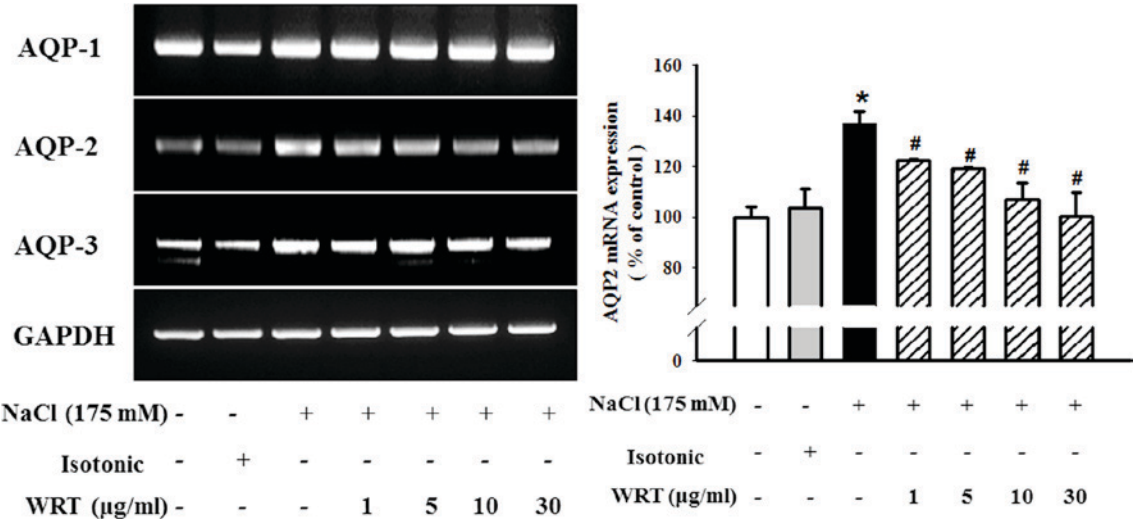 AQP-1
AQP-2
AQP-3
GAPDH
NaCl (175 mM) - - + + + + +
Isotonic - + - - - - -
WRT (µg/ml) - - - 1 5 10 30
AQP2 mRNA expression
( % of control )
160
140
120
100
80
0
*
#
#
#
#
NaCl (175 mM) - - + + + + +
Isotonic - + - - - - -
WRT (µg/ml) - - - 1 5 10 30